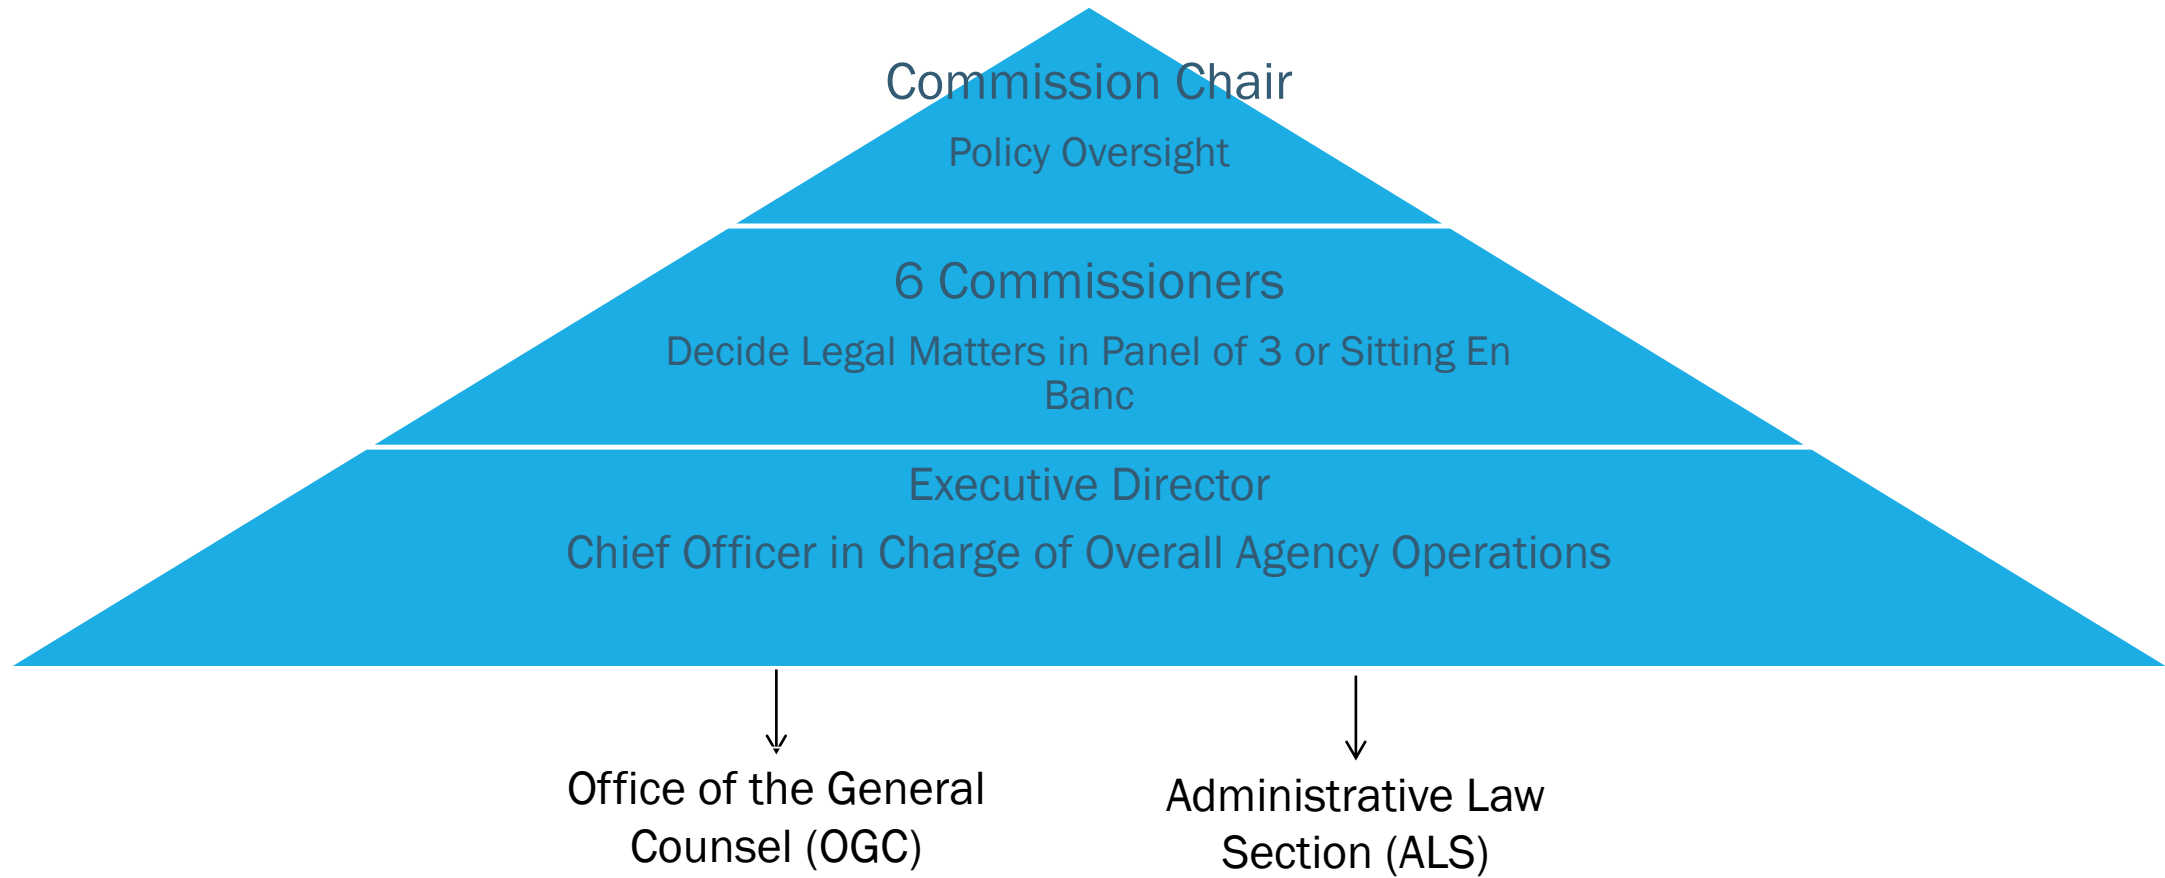 Commission Chair
Policy Oversight
6 Commissioners
Decide Legal Matters in Panel of 3 or Sitting En
Banc
Executive Director
Chief Officer in Charge of Overall Agency Operations
Office of the General
Counsel (OGC)
Administrative Law
Section (ALS)